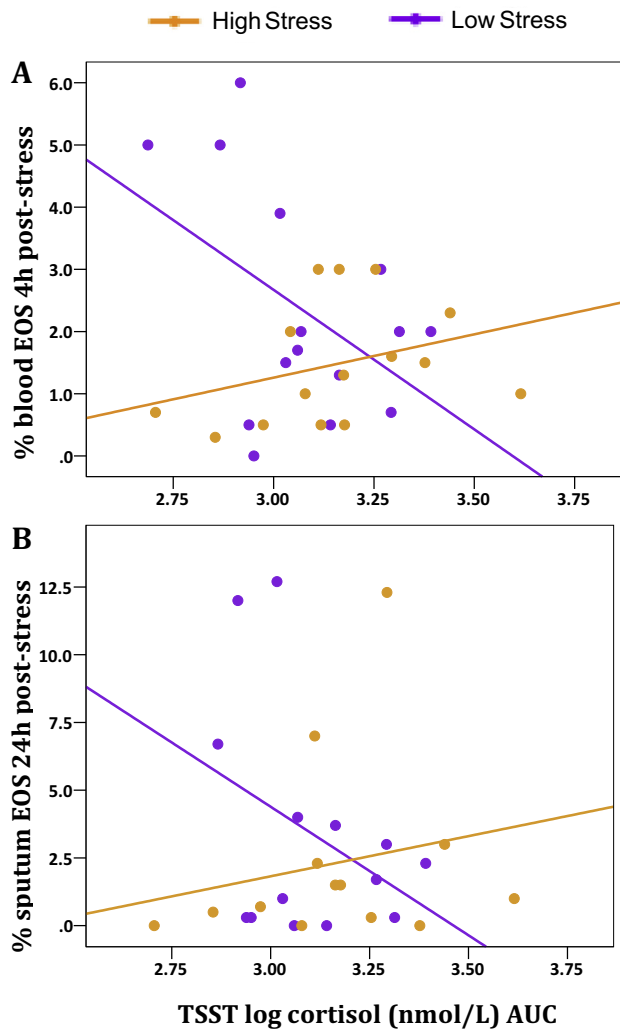 High Stress Low Stress
A
% blood EOS 4h post-stress
6.0
5.0
4.0
3.0
2.0
1.0
.0
2.75 3.00 3.25 3.50 3.75
B
% sputum EOS 24h post-stress
12.5
10.0
7.5
5.0
2.5
.0
2.75 3.00 3.25 3.50 3.75
TSST log cortisol (nmol/L) AUC